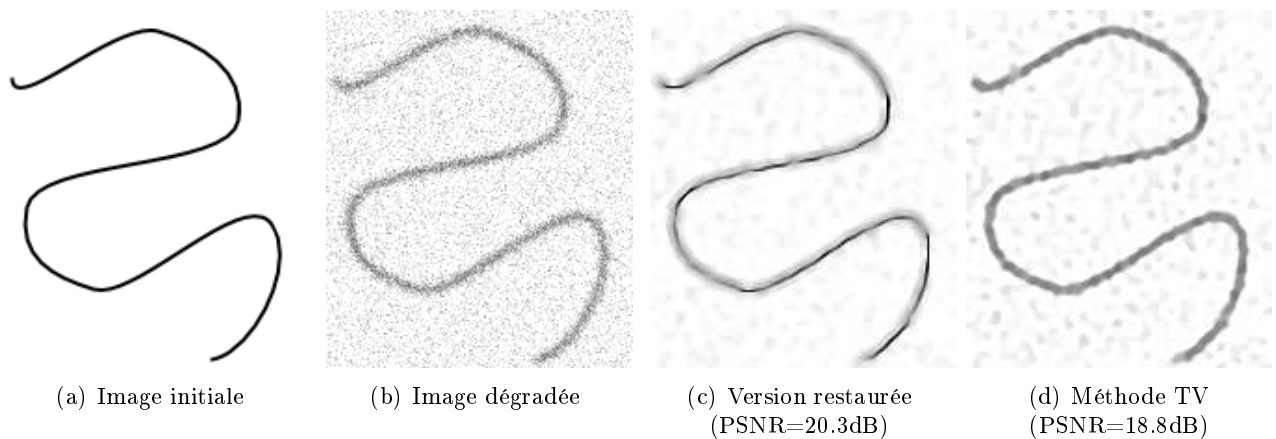 (a) Image initiale
(b) Image dégradée
(c) Version restaurée
(PSNR=20.3dB)
(d) Méthode TV
(PSNR=18.8dB)